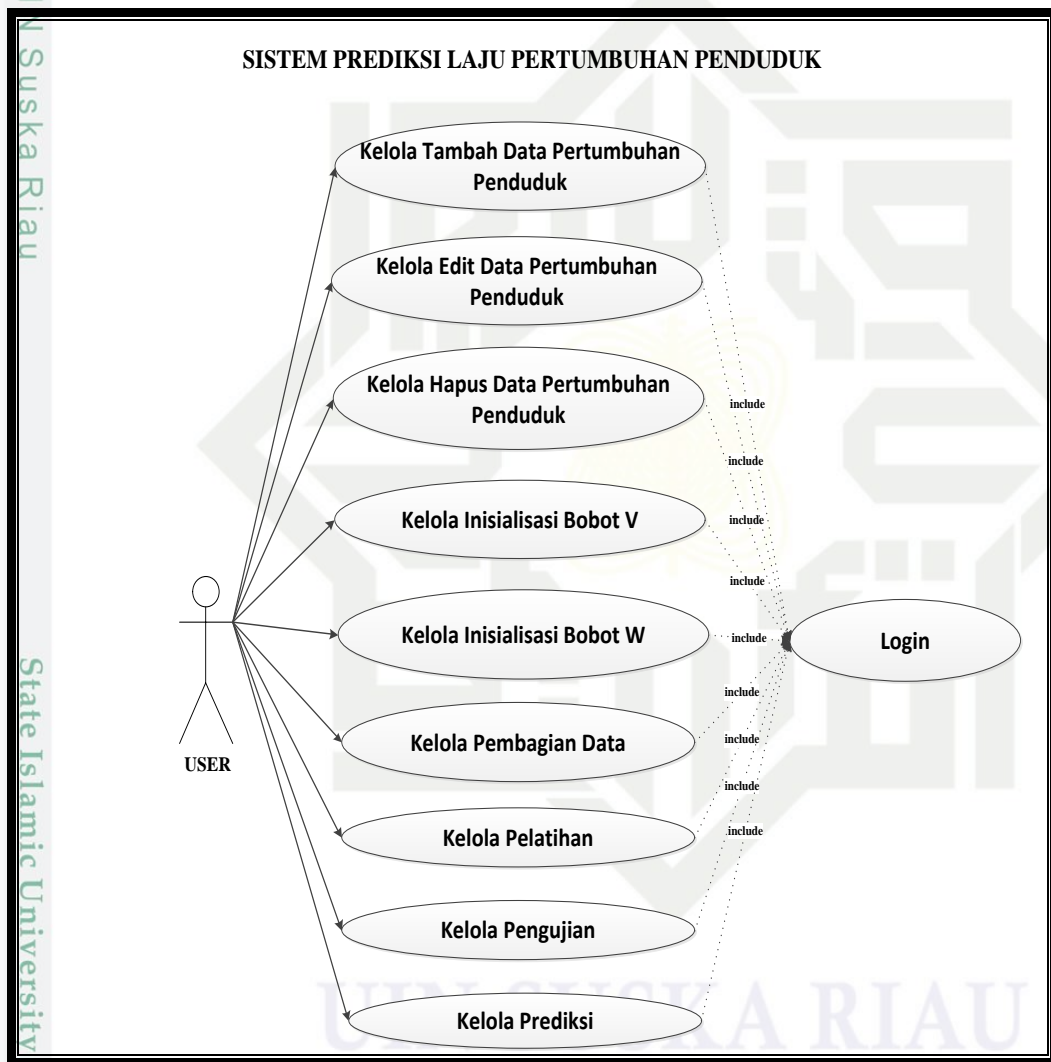 N Suska Riau
State Islamic University
SISTEM PREDIKSI LAJU PERTUMBUHAN PENDUDUK
Kelola Tambah Data Pertumbuhan
Penduduk
Kelola Edit Data Pertumbuhan
Penduduk
Kelola Hapus Data Pertumbuhan
Penduduk
Kelola Inisialisasi Bobot V
Kelola Inisialisasi Bobot W
Kelola Pembagian Data
Kelola Pelatihan
Kelola Pengujian
Kelola Prediksi
USER
include
include
include
include
include
include
include
include
include
Login
UIN SUSKA RIAU